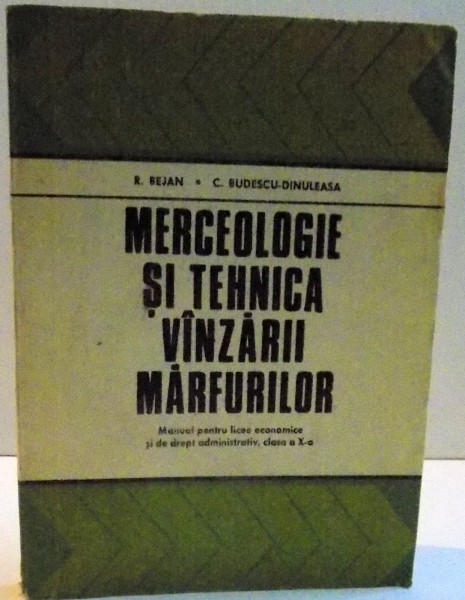 R. BEJAN • C. BUDESCU-DINULEASA
MERCEOLOGIE
ȘI TEHNICA
VÎNZĂRII
MĂRFURILOR
Manual pentru licee economice
și de drept administrativ, clasa a X-a